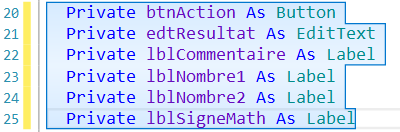 20 Private btnAction As Button
21 Private edtResultat As EditText
22 Private lblCommentaire As Label
23 Private lblNombre1 As Label
24 Private lblNombre2 As Label
25 Private lblSigneMath As Label